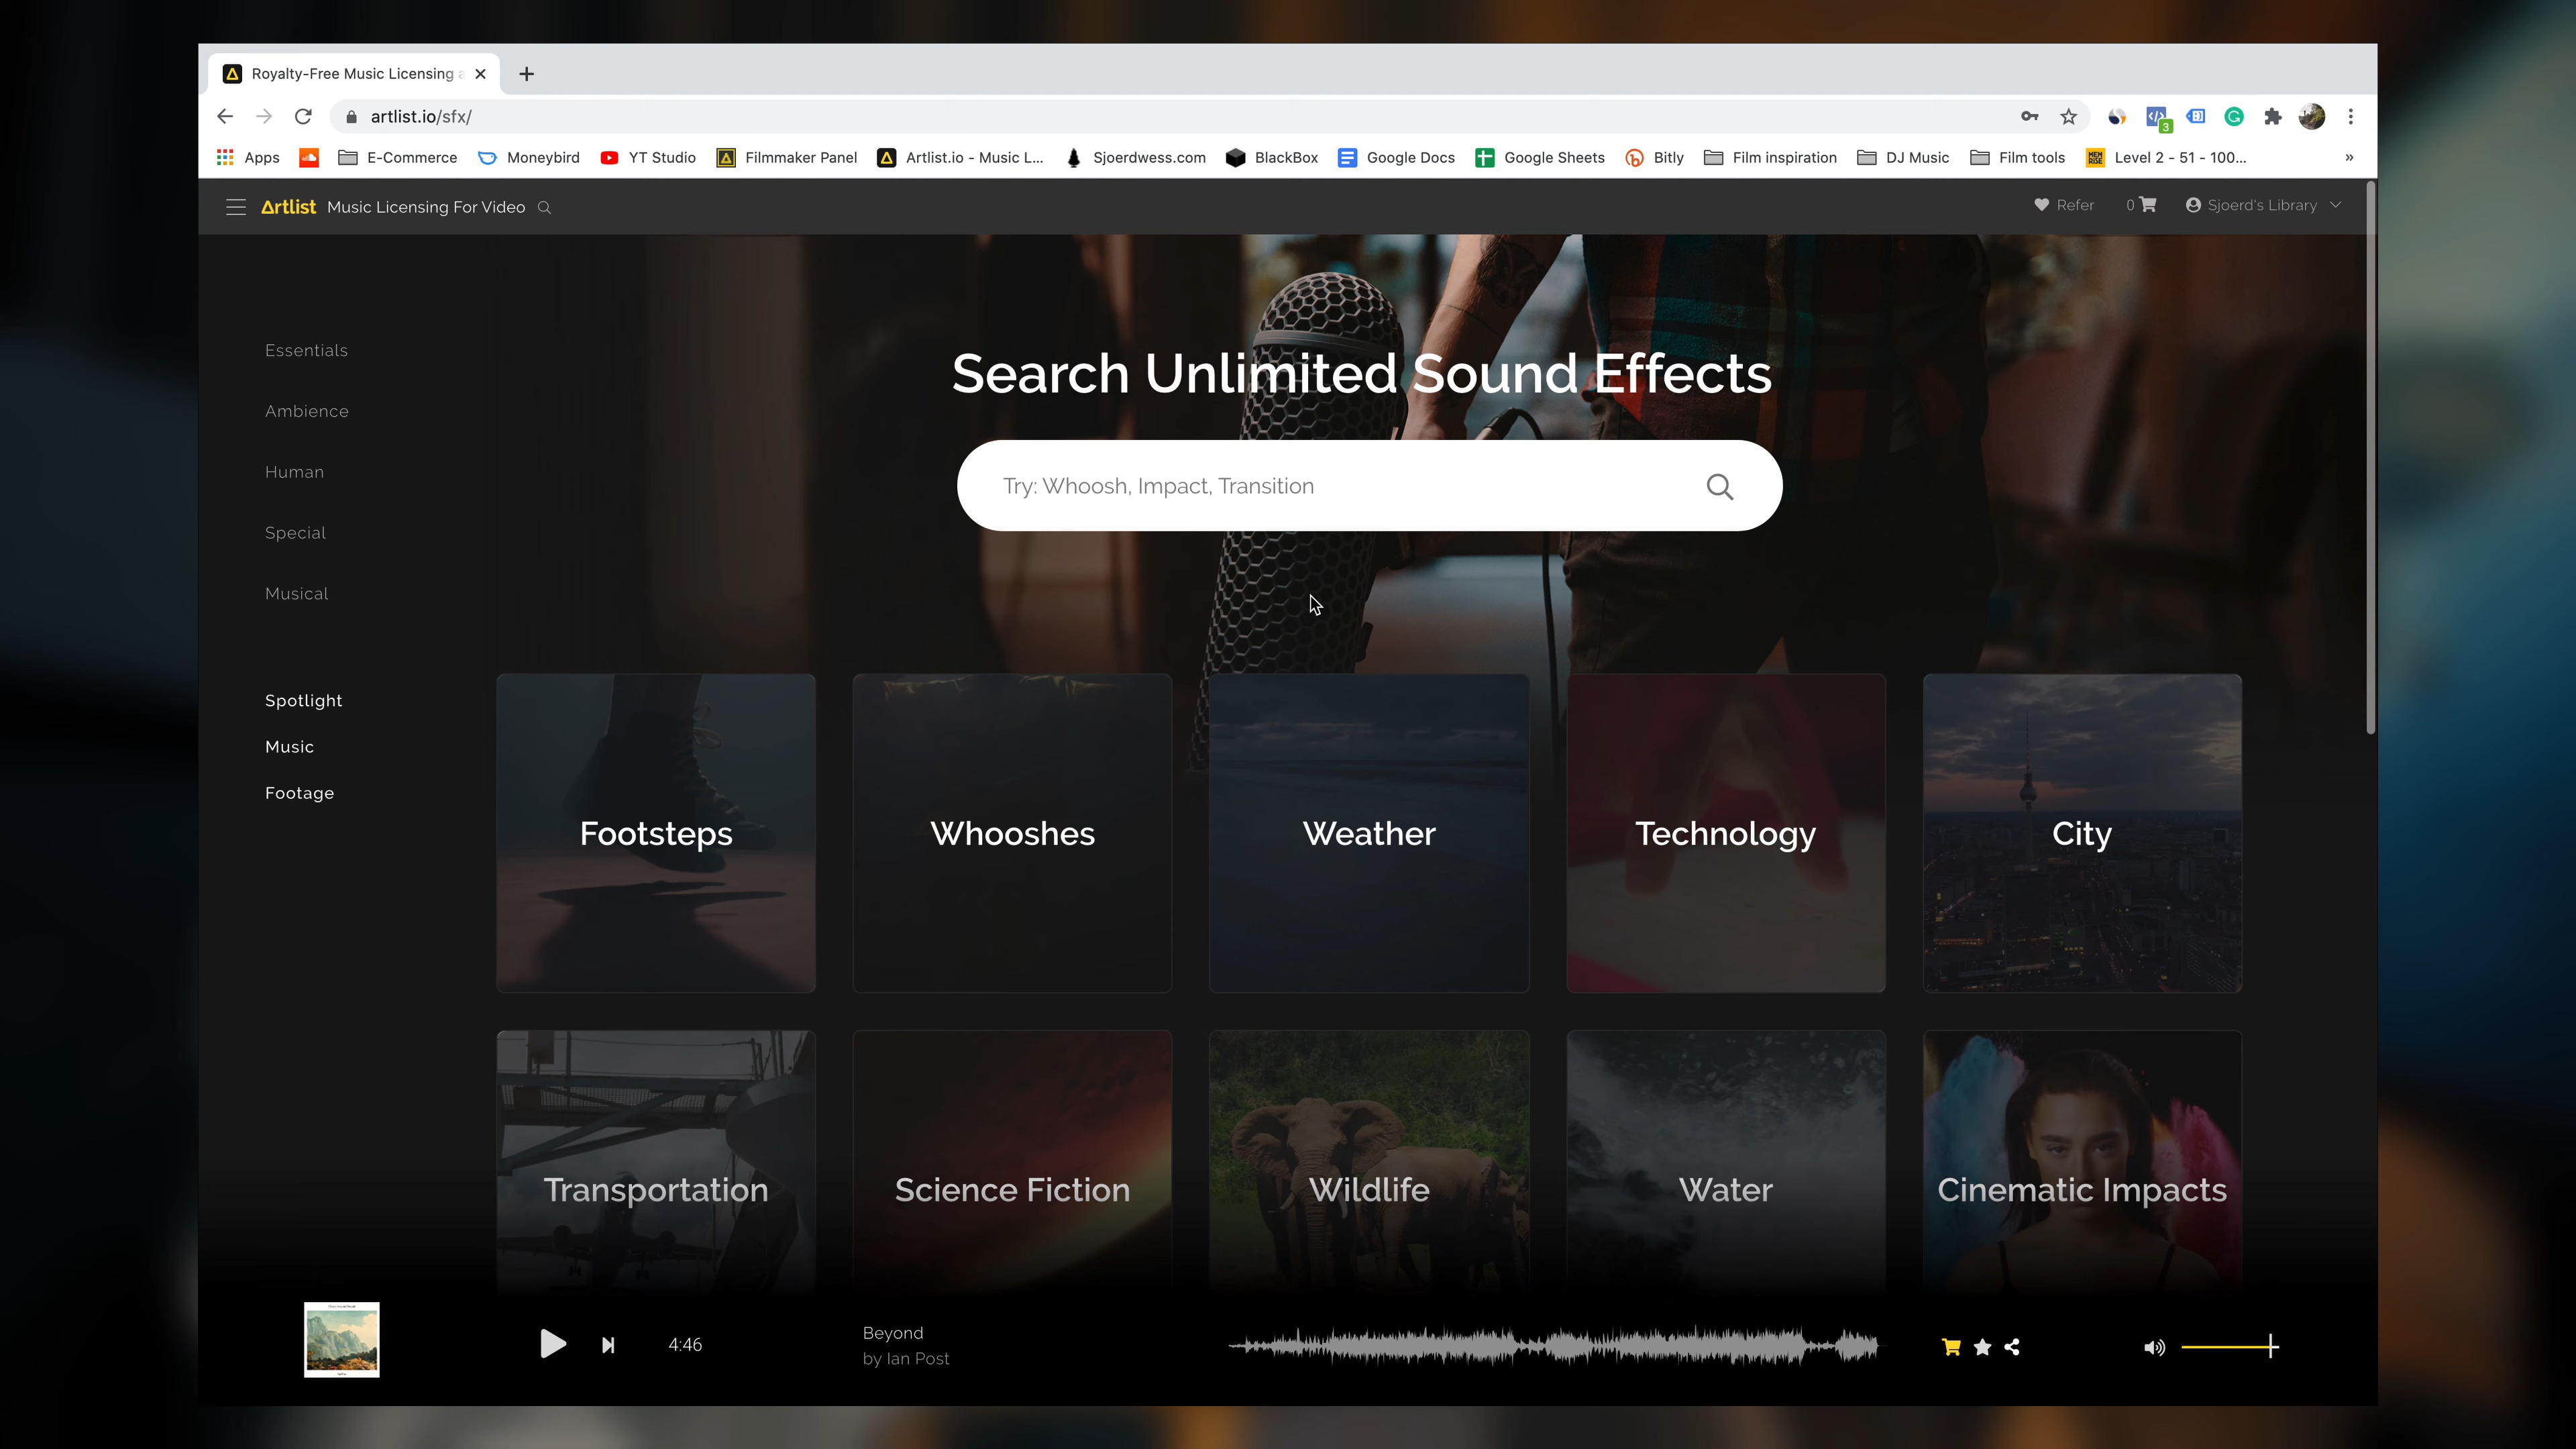 Royalty-Free Music Licensing a
artlist.io/sfx/
3
Apps
E-Commerce
Moneybird
YT Studio
Filmmaker Panel
Artlist.io - Music L...
Sjoerdwess.com
BlackBox
Google Docs
Google Sheets
Bitly
Film inspiration
DJ Music
Film tools
MEM RISE
Level 2 - 51 - 100...
»
Artlist
Music Licensing For Video
Refer
0
Sjoerd's Library
Essentials
Ambience
Human
Special
Musical
Spotlight
Music
Footage
Search Unlimited Sound Effects
Try: Whoosh, Impact, Transition
Footsteps
Whooshes
Weather
Technology
City
Transportation
Science Fiction
Wildlife
Water
Cinematic Impacts
4:46
Beyond
by Ian Post